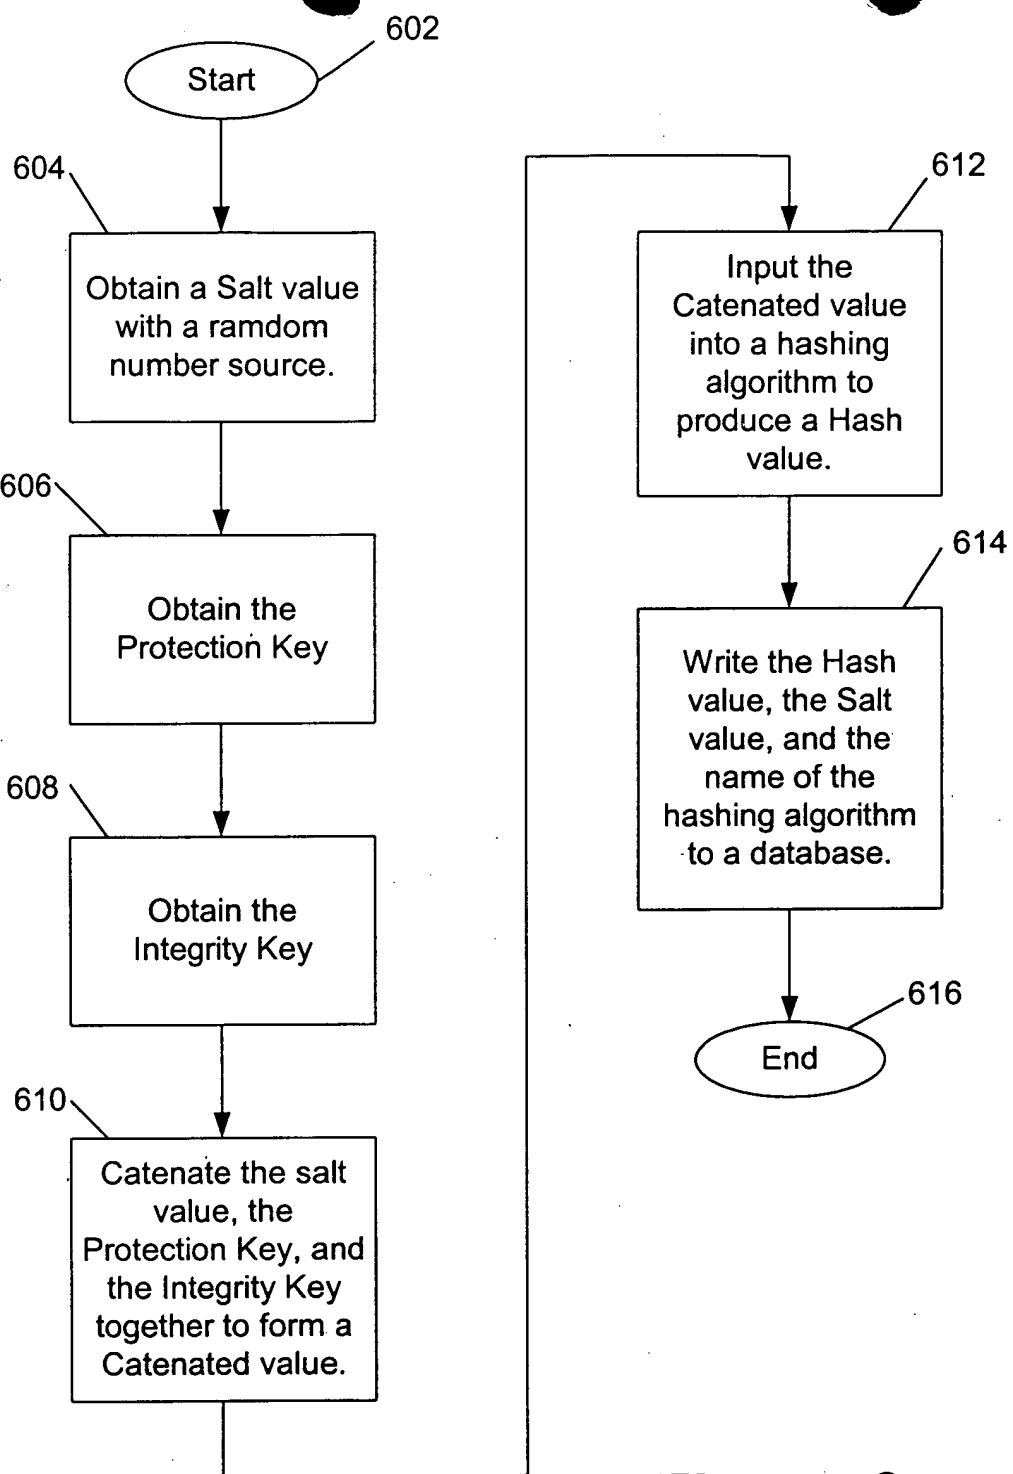 602
Start
604
Obtain a Salt value
with a ramdom
number source.
606
Obtain the
Protection Key
608
Obtain the
Integrity Key
610
Catenate the salt
value, the
Protection Key, and
the Integrity Key
together to form a
Catenated value.
612
Input the
Catenated value
into a hashing
algorithm to
produce a Hash
value.
614
Write the Hash
value, the Salt
value, and the
name of the
hashing algorithm
to a database.
616
End